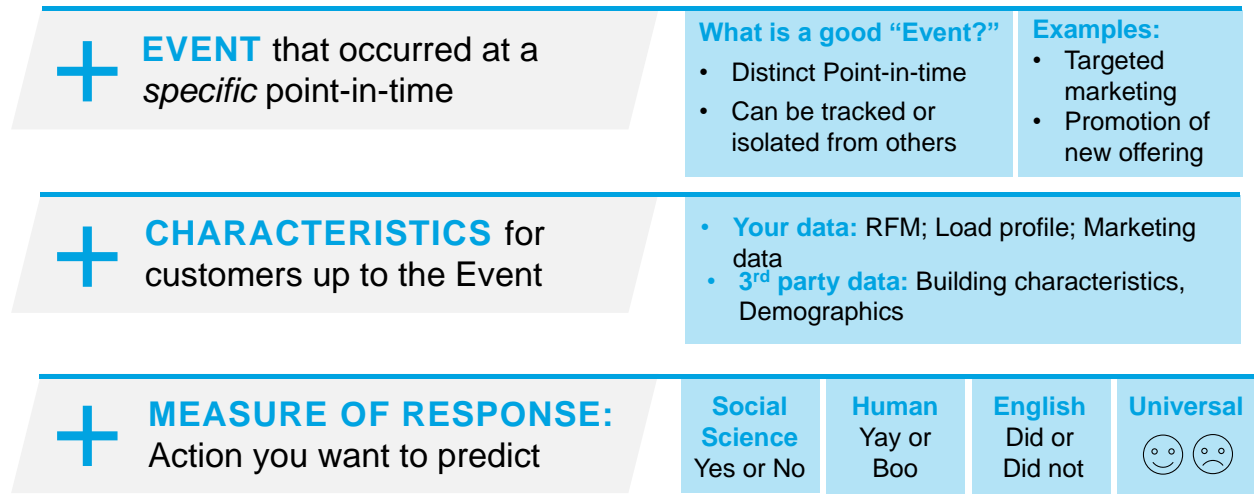 EVENT that occurred at a
specific point-in-time
What is a good “Event?”
• Distinct Point-in-time
• Can be tracked or
isolated from others
Examples:
• Targeted
marketing
• Promotion of
new offering
CHARACTERISTICS for
customers up to the Event
• Your data: RFM; Load profile; Marketing
data
• 3rd party data: Building characteristics,
Demographics
MEASURE OF RESPONSE:
Action you want to predict
Social
Science
Yes or No
Human
Yay or
Boo
English
Did or
Did not
Universal